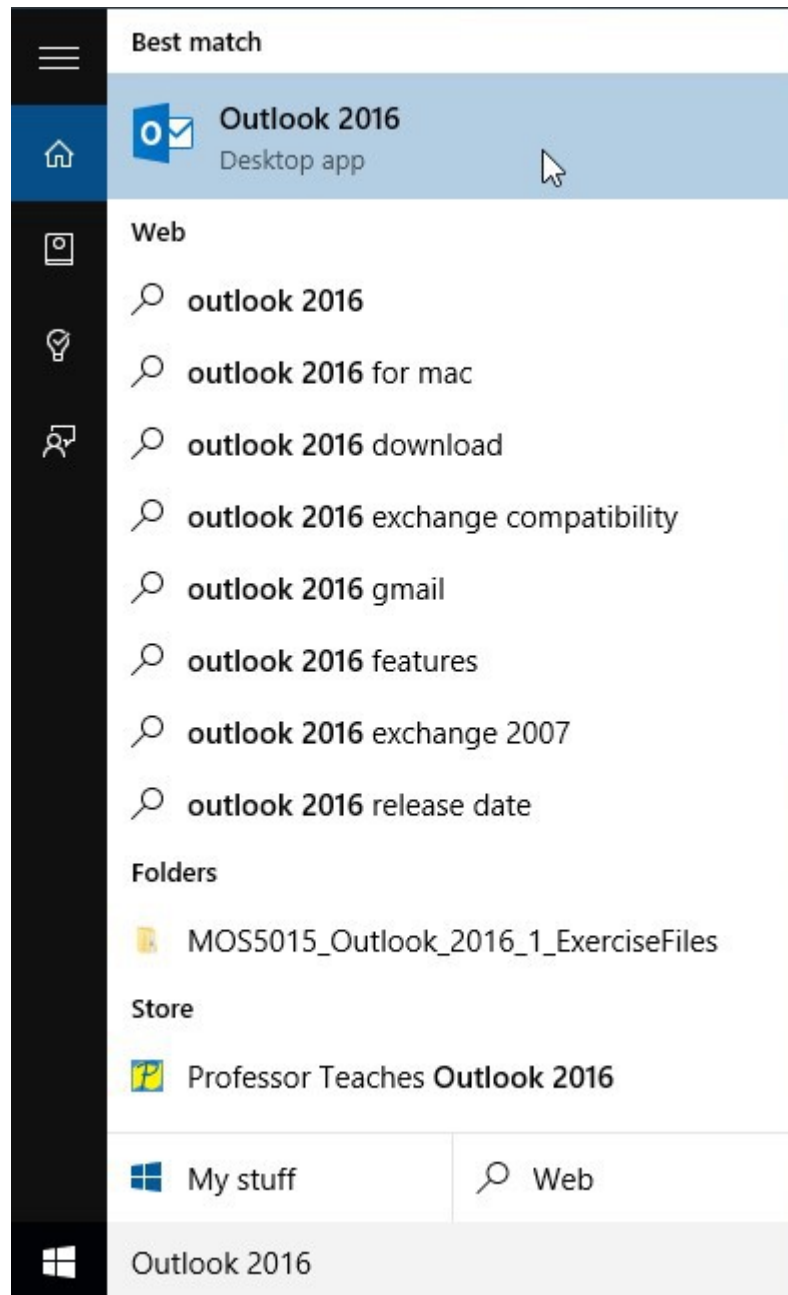 Best match
Outlook 2016
Desktop app
Web
outlook 2016
outlook 2016 for mac
outlook 2016 download
outlook 2016 exchange compatibility
outlook 2016 gmail
outlook 2016 features
outlook 2016 exchange 2007
outlook 2016 release date
Folders
MOS5015_Outlook_2016_1_ExerciseFiles
Store
Professor Teaches Outlook 2016
My stuff
Web
Outlook 2016